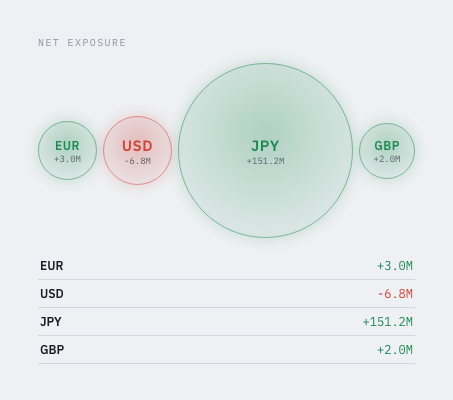 NET EXPOSURE
EUR
+3.0M
USD
-6.8M
JPY
+151.2M
GBP
+2.0M
EUR +3.0M
USD -6.8M
JPY +151.2M
GBP +2.0M